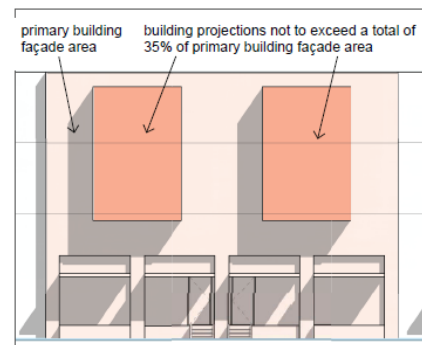 primary building
façade area
building projections not to exceed a total of
35% of primary building façade area